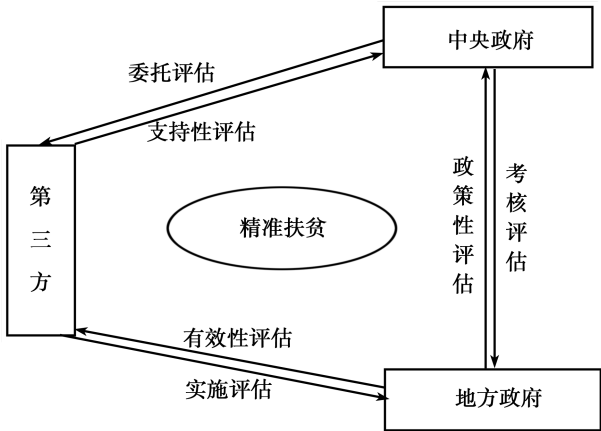 中央政府
委托评估
支持性评估
第三方
精准扶贫
政策性评估
考核评估
有效性评估
实施评估
地方政府